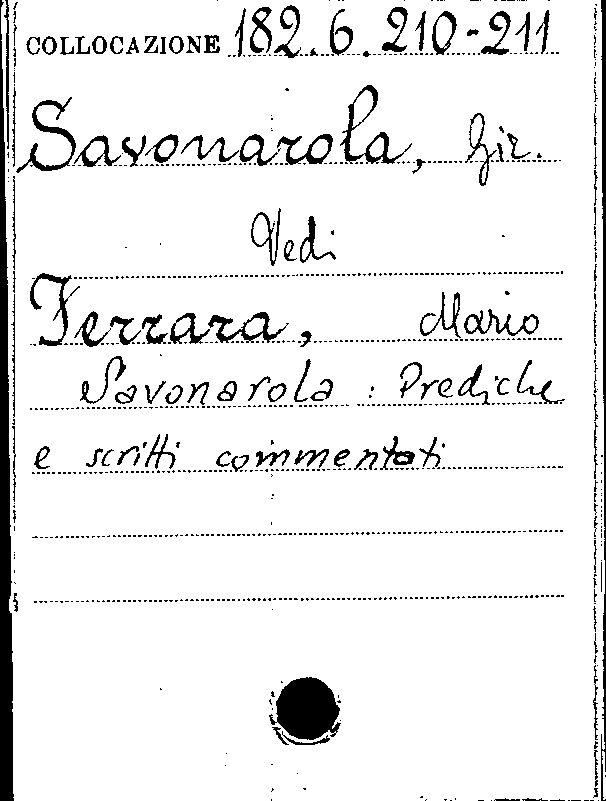 COLLOCAZIONE 182.6.210-211
Savonarola, Gir.
Vedi
Ferrara, Mario
Savonarola : Prediche
e scritti commentati